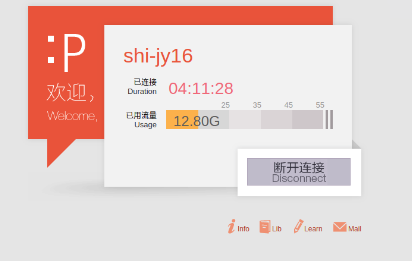 :P
欢迎，
Welcome,
shi-jy16
已连接
Duration
04:11:28
25 35 45 55
已用流量
Usage
12.80G
断开连接
Disconnect
Info Lib Learn Mail